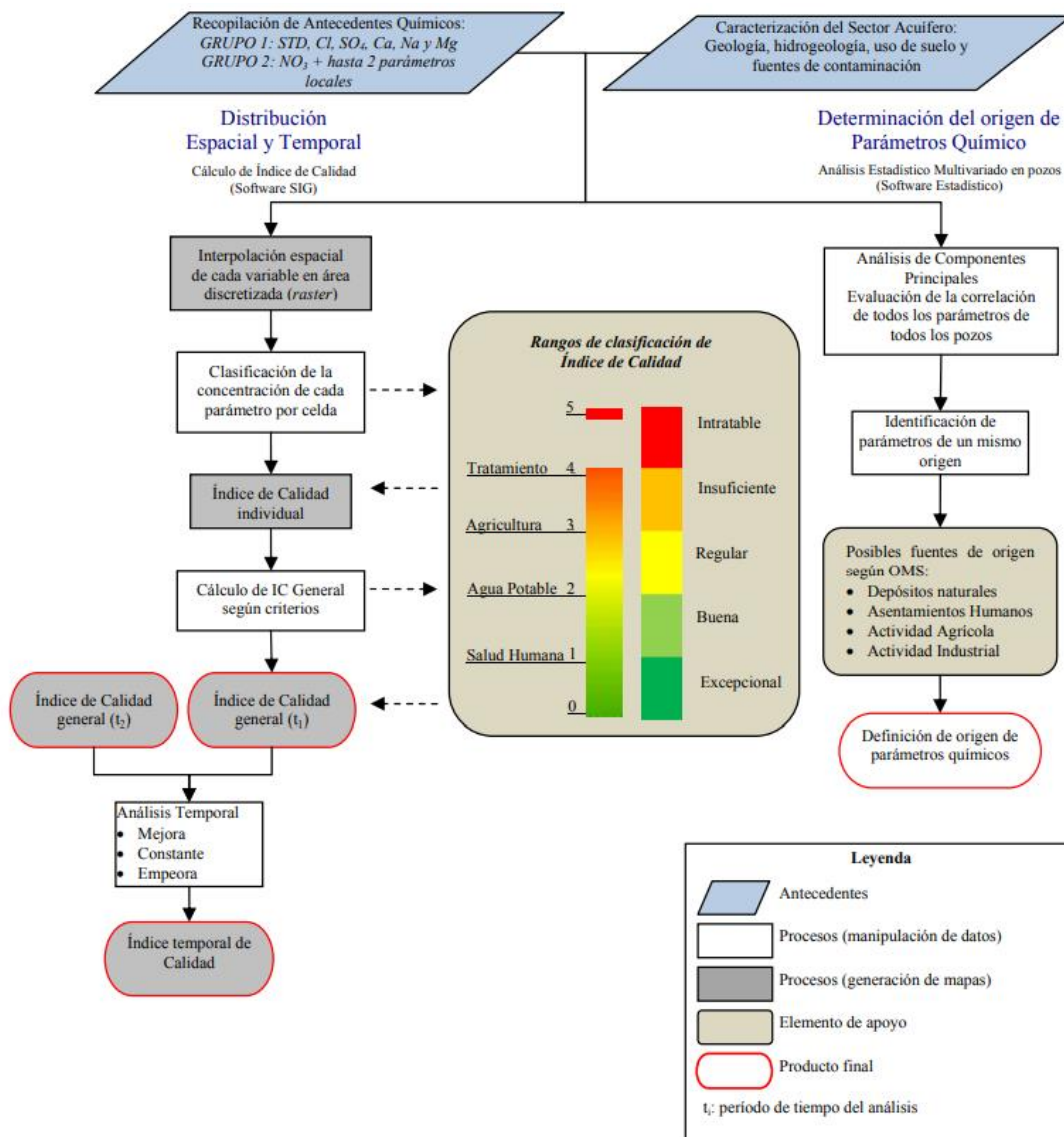 Recopilación de Antecedentes Químicos:
GRUPO 1: STD, Cl, SO₄, Ca, Na y Mg
GRUPO 2: NO₃ + hasta 2 parámetros
locales
Caracterización del Sector Acuífero:
Geología, hidrogeología, uso de suelo y
fuentes de contaminación
Distribución
Espacial y Temporal
Cálculo de Índice de Calidad
(Software SIG)
Determinación del origen de
Parámetros Químico
Análisis Estadístico Multivariado en pozos
(Software Estadístico)
Interpolación espacial
de cada variable en área
discretizada (raster)
Clasificación de la
concentración de cada
parámetro por celda
Índice de Calidad
individual
Cálculo de IC General
según criterios
Índice de Calidad
general (t₂)
Índice de Calidad
general (t₁)
Análisis Temporal
• Mejora
• Constante
• Empeora
Índice temporal de
Calidad
Rangos de clasificación de
Índice de Calidad
5
Intratable
Tratamiento 4
Insuficiente
Agricultura 3
Regular
Agua Potable 2
Buena
Salud Humana 1
Excepcional
0
Análisis de Componentes
Principales
Evaluación de la correlación
de todos los parámetros de
todos los pozos
Identificación de
parámetros de un mismo
origen
Posibles fuentes de origen
según OMS:
• Depósitos naturales
• Asentamientos Humanos
• Actividad Agrícola
• Actividad Industrial
Definición de origen de
parámetros químicos
Leyenda
Antecedentes
Procesos (manipulación de datos)
Procesos (generación de mapas)
Elemento de apoyo
Producto final
tᵢ: período de tiempo del análisis